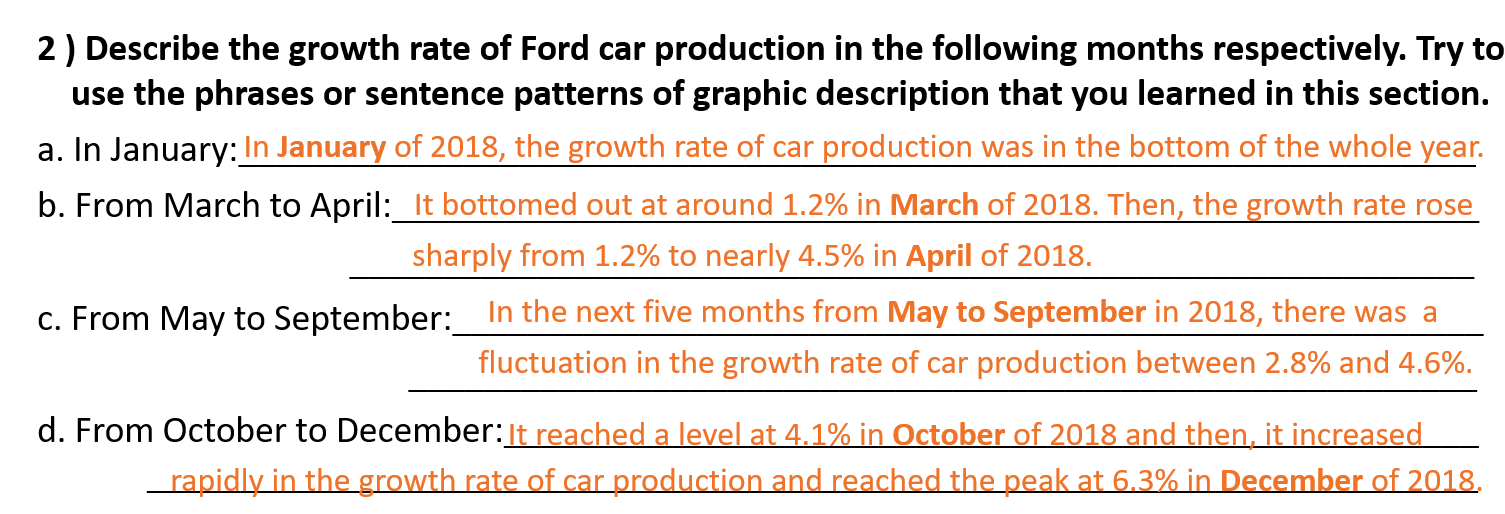 2 ) Describe the growth rate of Ford car production in the following months respectively. Try to
use the phrases or sentence patterns of graphic description that you learned in this section.
a. In January: In January of 2018, the growth rate of car production was in the bottom of the whole year.
b. From March to April: It bottomed out at around 1.2% in March of 2018. Then, the growth rate rose
sharply from 1.2% to nearly 4.5% in April of 2018.
c. From May to September: In the next five months from May to September in 2018, there was a
fluctuation in the growth rate of car production between 2.8% and 4.6%.
d. From October to December: It reached a level at 4.1% in October of 2018 and then, it increased
rapidly in the growth rate of car production and reached the peak at 6.3% in December of 2018.